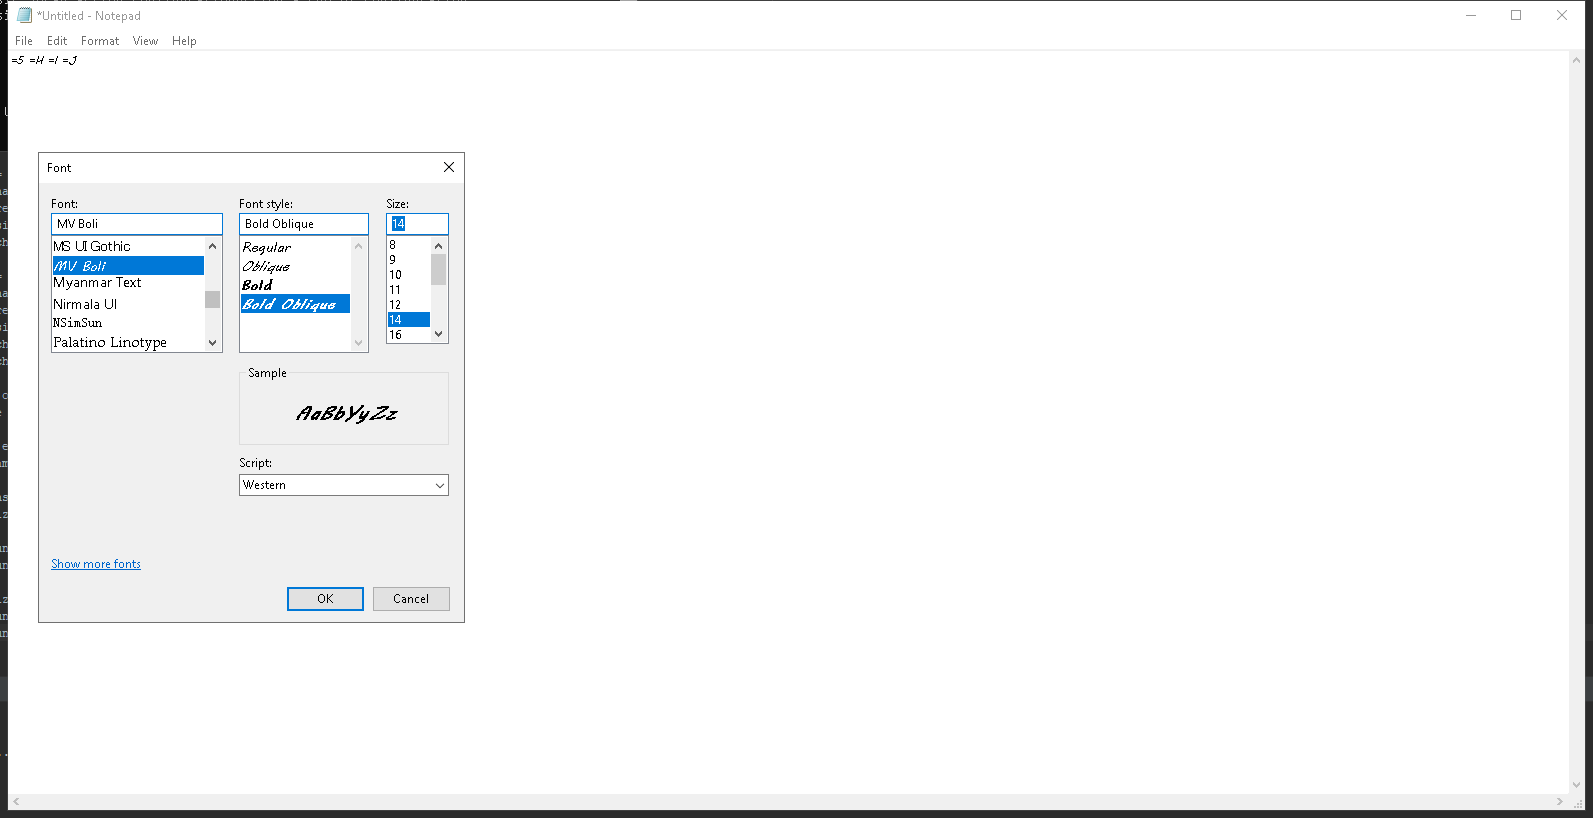 *Untitled - Notepad
File Edit Format View Help
=S =U =I =J
Font
Font: Font style: Size:
MV Boli Bold Oblique 14
MS UI Gothic
MV Boli
Myanmar Text
Nirmala UI
NSimSun
Palatino Linotype
Regular
Oblique
Bold
Bold Oblique
8
9
10
11
12
14
16
Sample
AaBbYyZz
Script:
Western
Show more fonts
OK Cancel